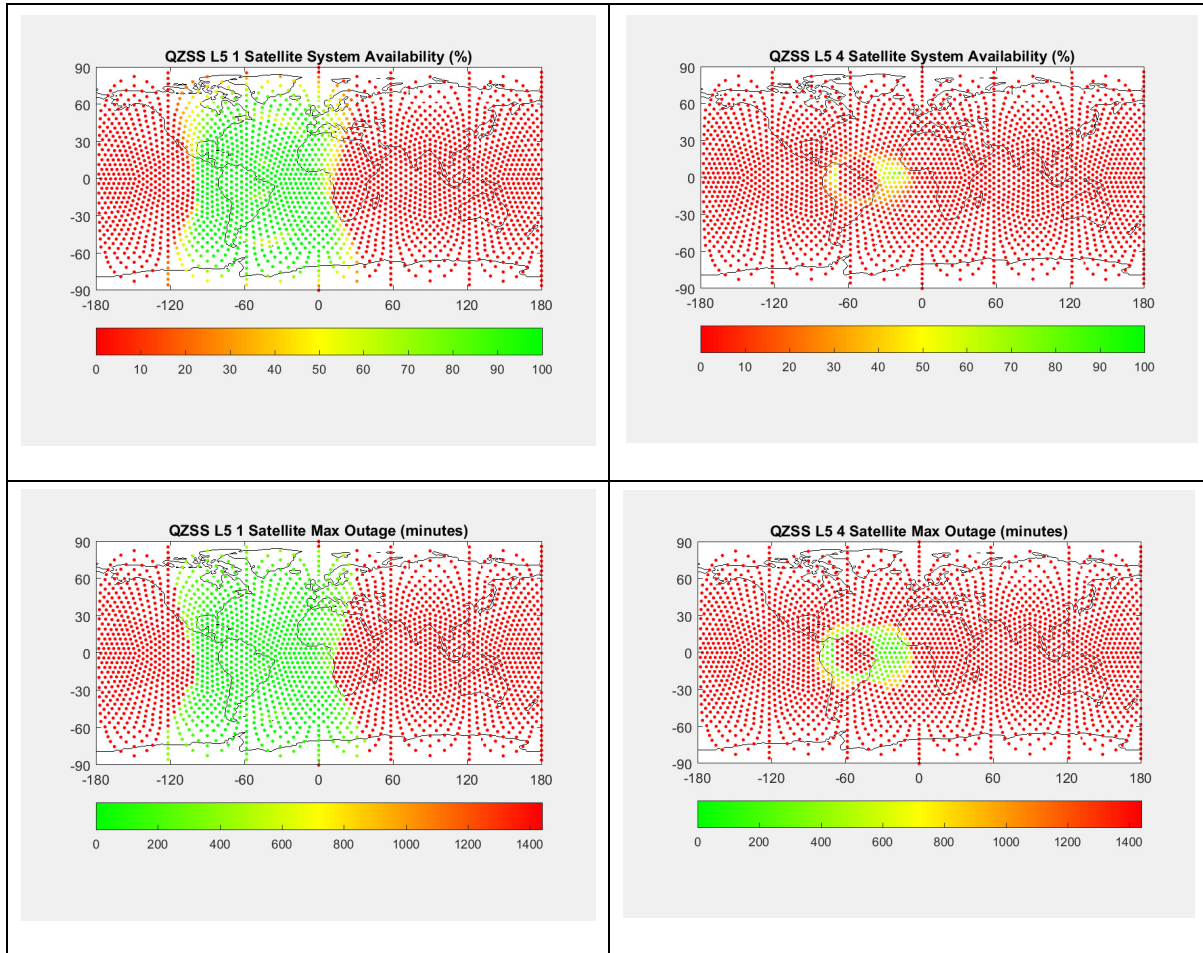 QZSS L5 1 Satellite System Availability (%)
90
60
30
0
-30
-60
-90
-180 -120 -60 0 60 120 180
0 10 20 30 40 50 60 70 80 90 100
QZSS L5 4 Satellite System Availability (%)
90
60
30
0
-30
-60
-90
-180 -120 -60 0 60 120 180
0 10 20 30 40 50 60 70 80 90 100
QZSS L5 1 Satellite Max Outage (minutes)
90
60
30
0
-30
-60
-90
-180 -120 -60 0 60 120 180
0 200 400 600 800 1000 1200 1400
QZSS L5 4 Satellite Max Outage (minutes)
90
60
30
0
-30
-60
-90
-180 -120 -60 0 60 120 180
0 200 400 600 800 1000 1200 1400